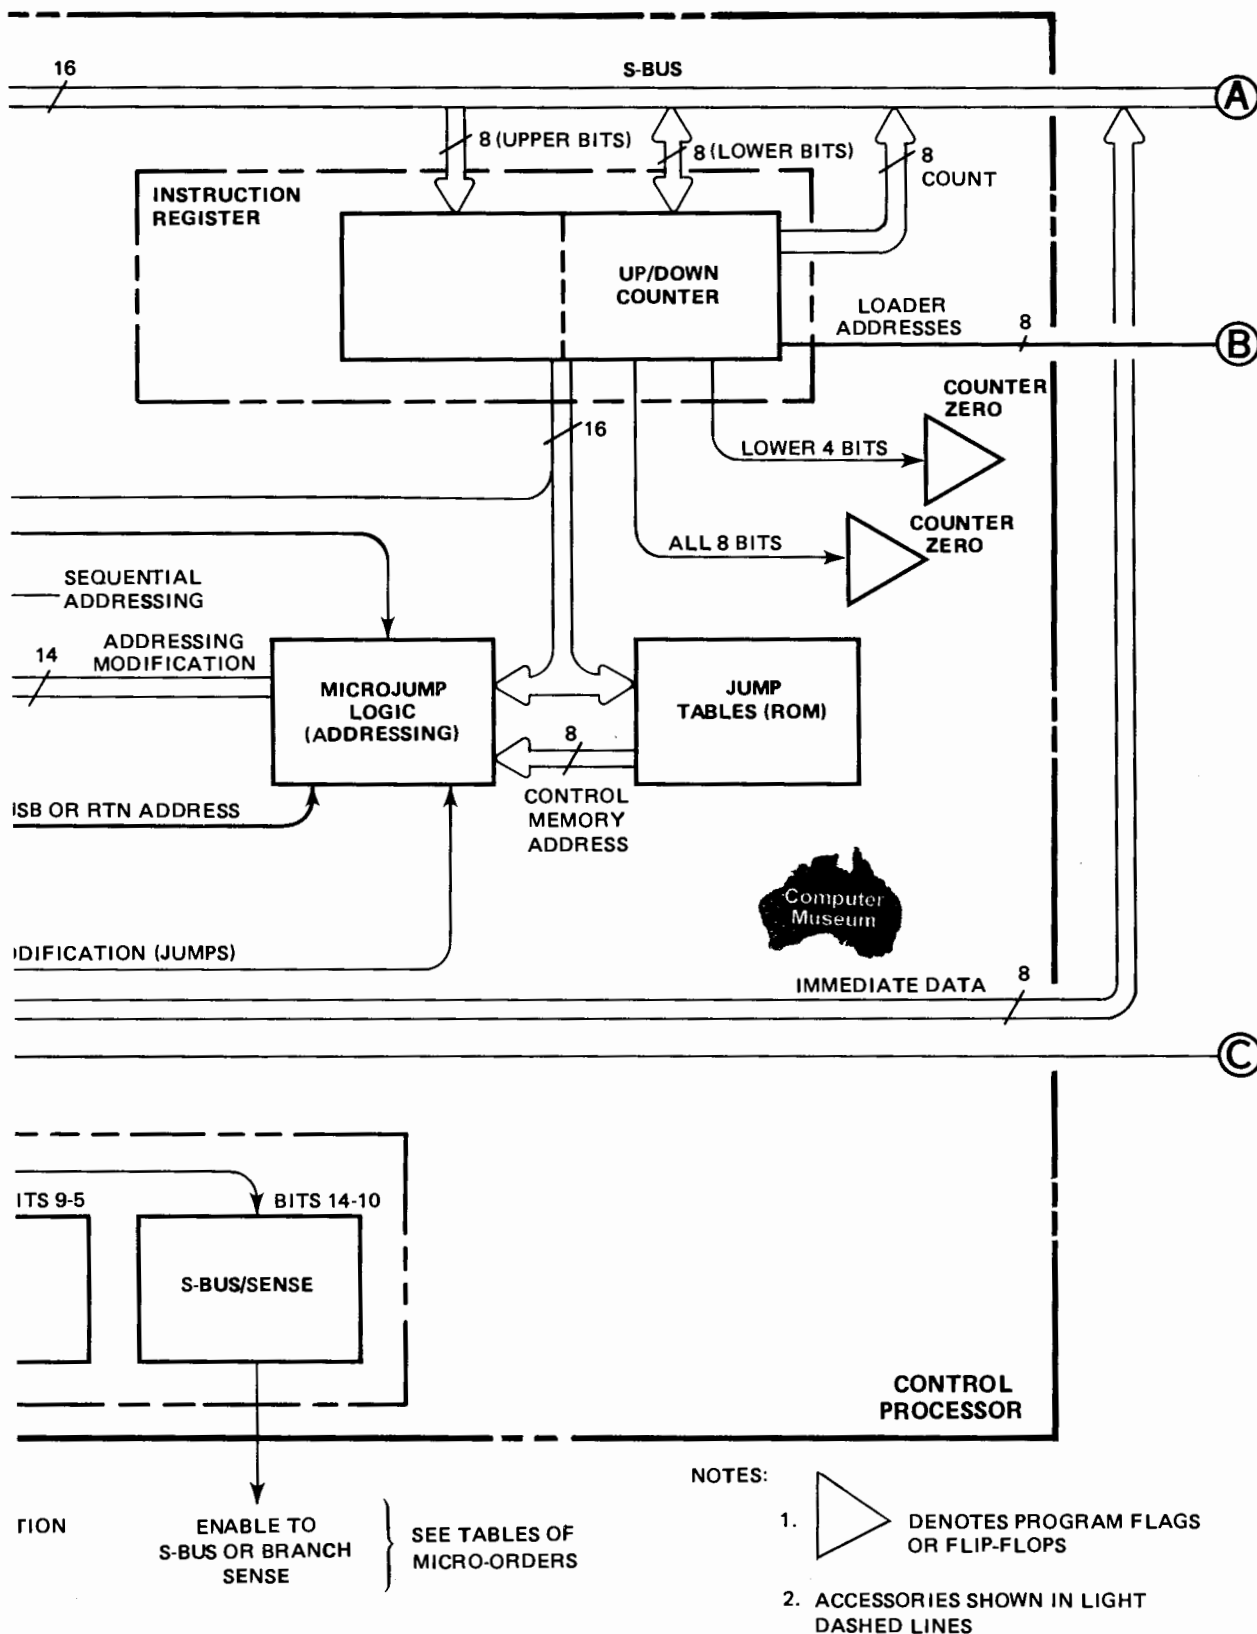 16
S-BUS
A
8 (UPPER BITS)
8 (LOWER BITS)
8
COUNT
INSTRUCTION
REGISTER
UP/DOWN
COUNTER
LOADER
ADDRESSES
8
B
COUNTER
ZERO
16
LOWER 4 BITS
COUNTER
ZERO
ALL 8 BITS
SEQUENTIAL
ADDRESSING
14
ADDRESSING
MODIFICATION
MICROJUMP
LOGIC
(ADDRESSING)
JUMP
TABLES (ROM)
8
CONTROL
MEMORY
ADDRESS
JSB OR RTN ADDRESS
Computer
Museum
ODIFICATION (JUMPS)
IMMEDIATE DATA
8
C
ITS 9-5
BITS 14-10
S-BUS/SENSE
CONTROL
PROCESSOR
TION
ENABLE TO
S-BUS OR BRANCH
SENSE
SEE TABLES OF
MICRO-ORDERS
NOTES:
1.
DENOTES PROGRAM FLAGS
OR FLIP-FLOPS
2. ACCESSORIES SHOWN IN LIGHT
DASHED LINES